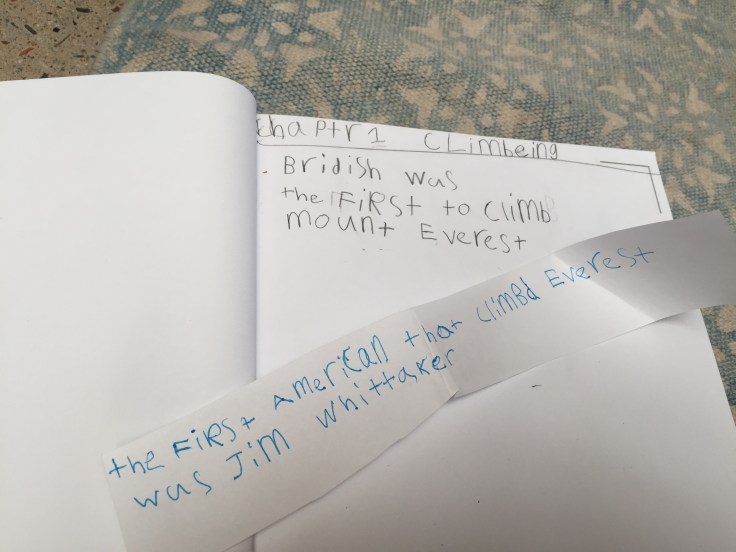 chaptr 1 CLimbeing
. Bridish was
the FiRSt to climb
mount Everest
the FiRSt American that climBd Everest
was Jim Whittaker